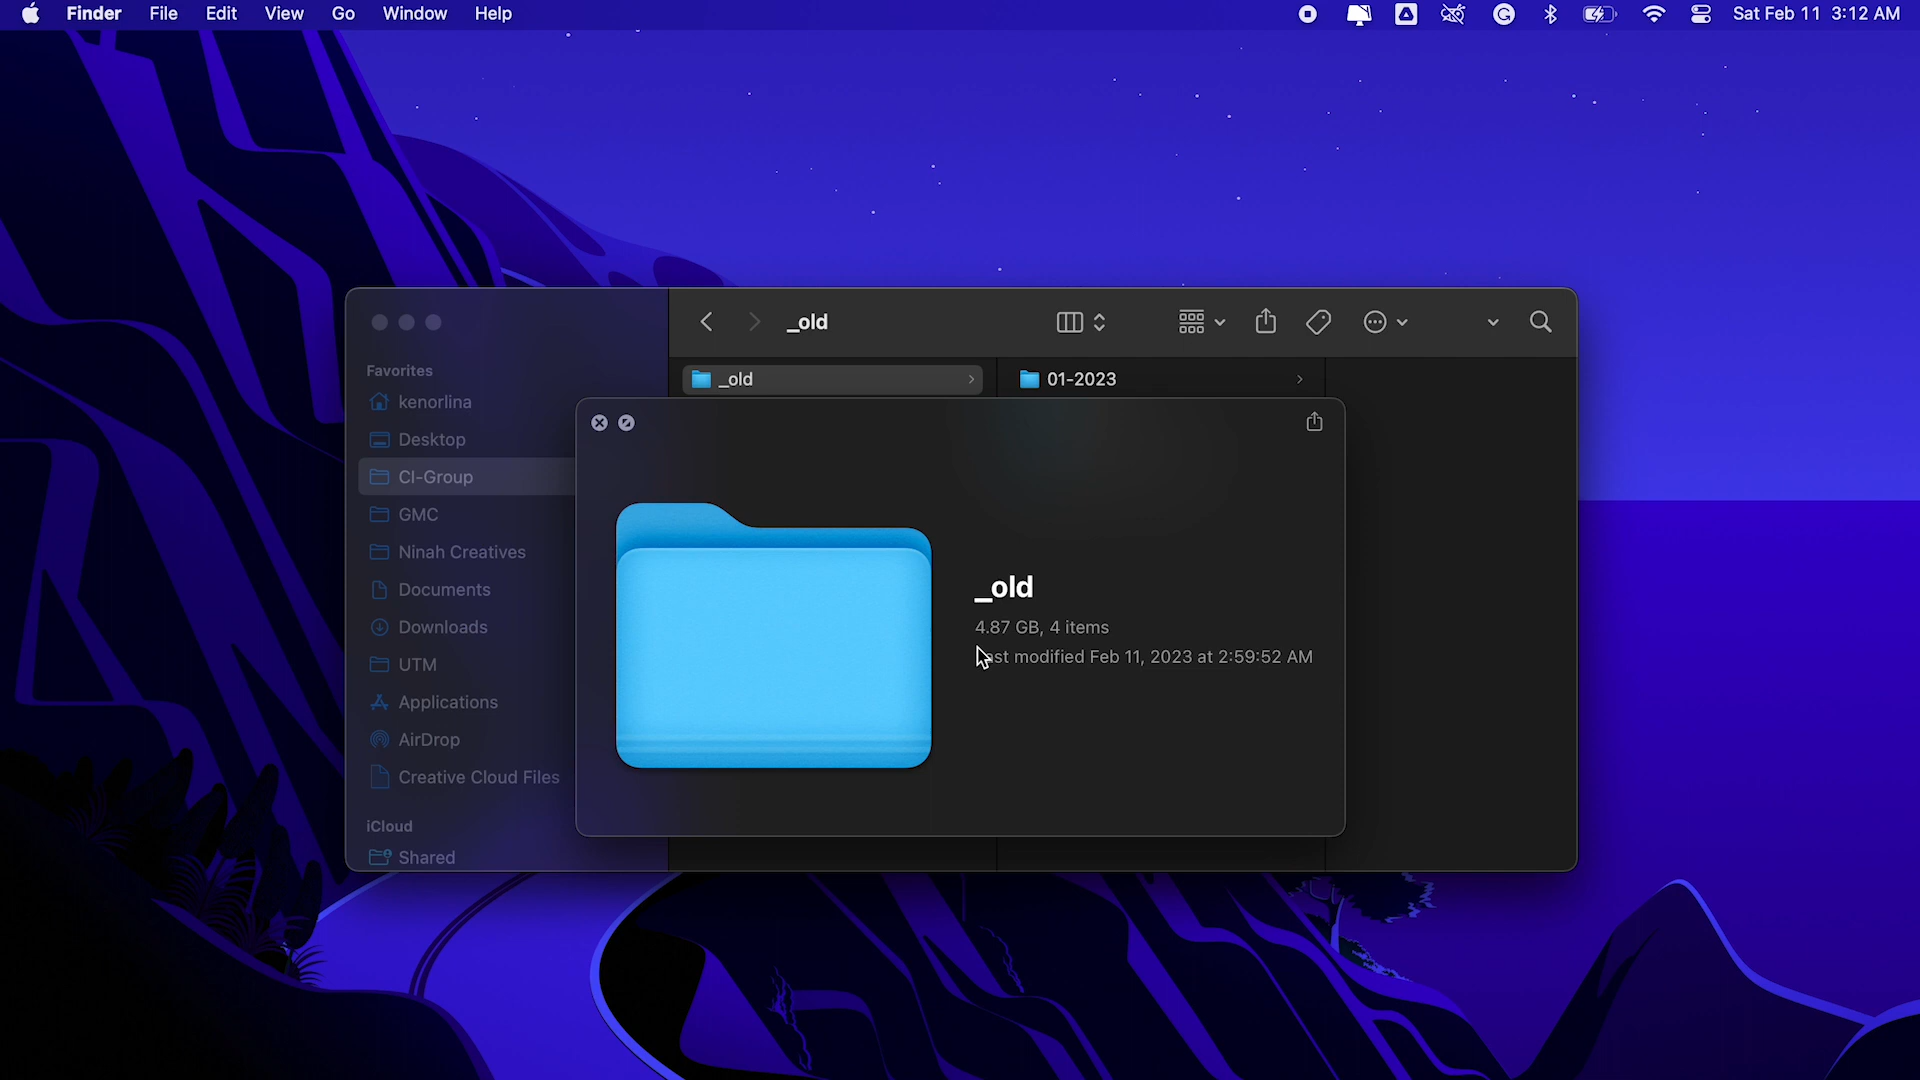 Finder File Edit View Go Window Help Sat Feb 11 3:12 AM
_old
Favorites
kenorlina
Desktop
CI-Group
GMC
Ninah Creatives
Documents
Downloads
UTM
Applications
AirDrop
Creative Cloud Files
iCloud
Shared
_old
01-2023
_old
4.87 GB, 4 items
modified Feb 11, 2023 at 2:59:52 AM